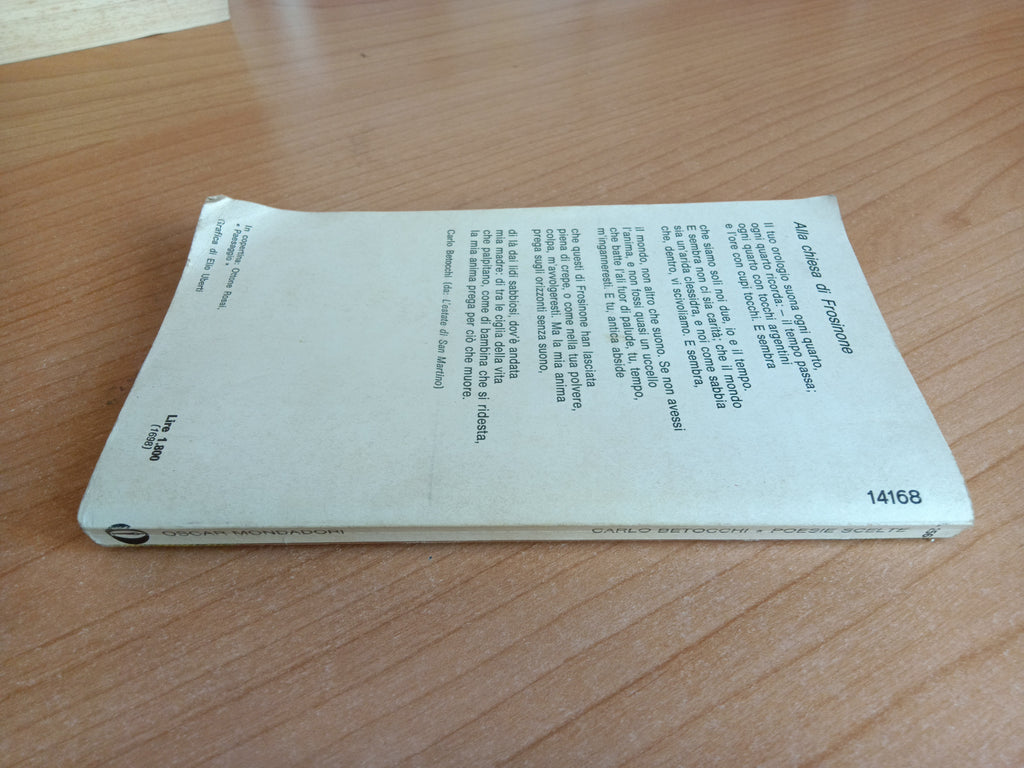 Alla chiesa di Frosinone
Il tuo orologio suona ogni quarto,
ogni quarto ricorda: – il tempo passa;
ogni quarto con tocchi argentini
e l'ore con cupi tocchi. E sembra
che siamo soli noi due, io e il tempo.
E sembra non ci sia carità; che il mondo
sia un'arida clessidra, e noi come sabbia
che, dentro, vi scivoliamo. E sembra,
il mondo, non altro che suono. Se non avessi
l'anima, e non fossi quasi un uccello
che batte l'ali fuor di palude, tu, tempo,
m'inganneresti. E tu, antica abside
che questi di Frosinone han lasciata
piena di crepe, o come nella tua polvere,
colpa, m'avvolgeresti. Ma la mia anima
prega sugli orizzonti senza suono,
di là dai lidi sabbiosi, dov'è andata
mia madre: di tra le ciglia della vita
che palpitano, come di bambina che si ridesta,
la mia anima prega per ciò che muore.
Carlo Betocchi (da: L'estate di San Martino)
In copertina: Ottone Rosai,
« Paesaggio »
Grafica di Elio Uberti
Lire 1.800
(1698)
14168
OSCAR MONDADORI
CARLO BETOCCHI • POESIE SCELTE